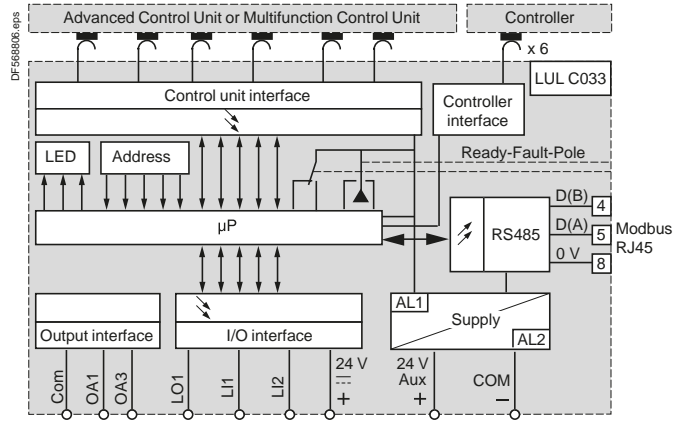 Advanced Control Unit or Multifunction Control Unit
Controller
DF568806.eps
x 6
LUL C033
Control unit interface
Controller
interface
Ready-Fault-Pole
LED
Address
µP
RS485
D(B)
4
D(A)
5
0 V
8
Modbus
RJ45
AL1
Supply
AL2
Output interface
I/O interface
Com
OA1
OA3
LO1
LI1
LI2
24 V
+
24 V
Aux
+
COM
–